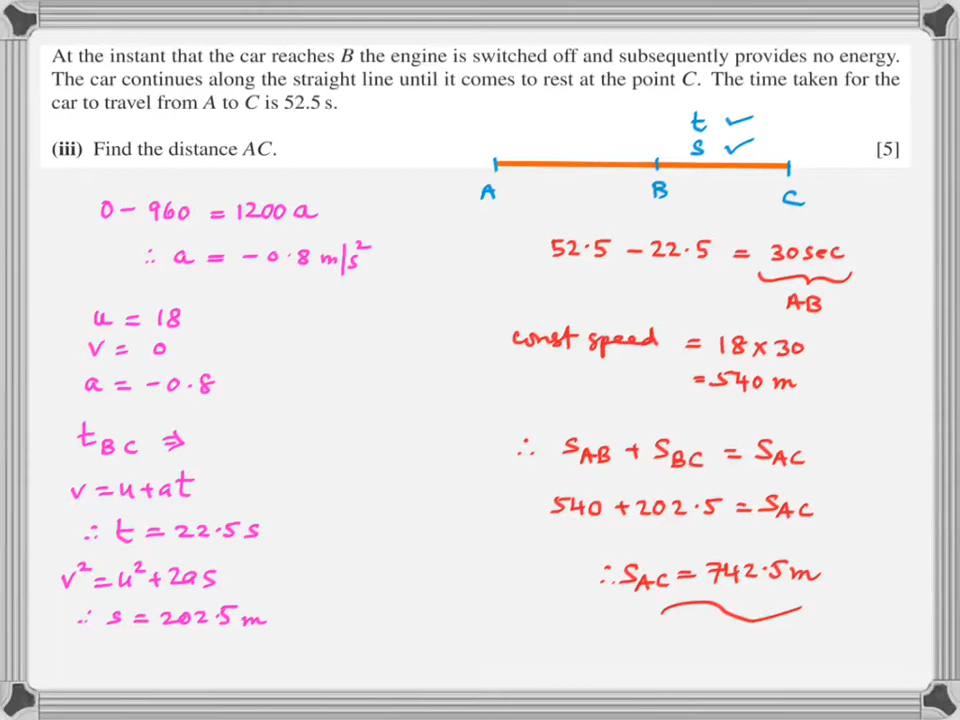 At the instant that the car reaches B the engine is switched off and subsequently provides no energy.
The car continues along the straight line until it comes to rest at the point C. The time taken for the
car to travel from A to C is 52.5 s.
(iii) Find the distance AC. [5]
t ✓
s ✓
A B C
0 - 960 = 1200 a
∴ a = -0.8 m/s²
u = 18
v = 0
a = -0.8
t_BC ⇒
v = u + at
∴ t = 22.5 s
v² = u² + 2as
∴ s = 202.5 m
52.5 - 22.5 = 30 sec
AB
const speed = 18 × 30
= 540 m
∴ S_AB + S_BC = S_AC
540 + 202.5 = S_AC
∴ S_AC = 742.5 m